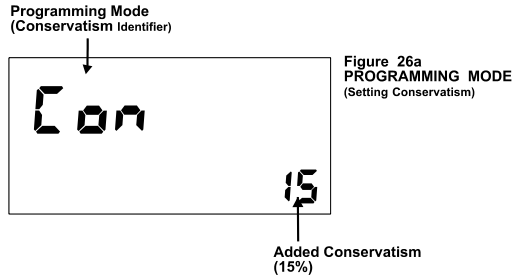 Programming Mode
(Conservatism Identifier)
Figure 26a
PROGRAMMING MODE
(Setting Conservatism)
Con
15
Added Conservatism
(15%)